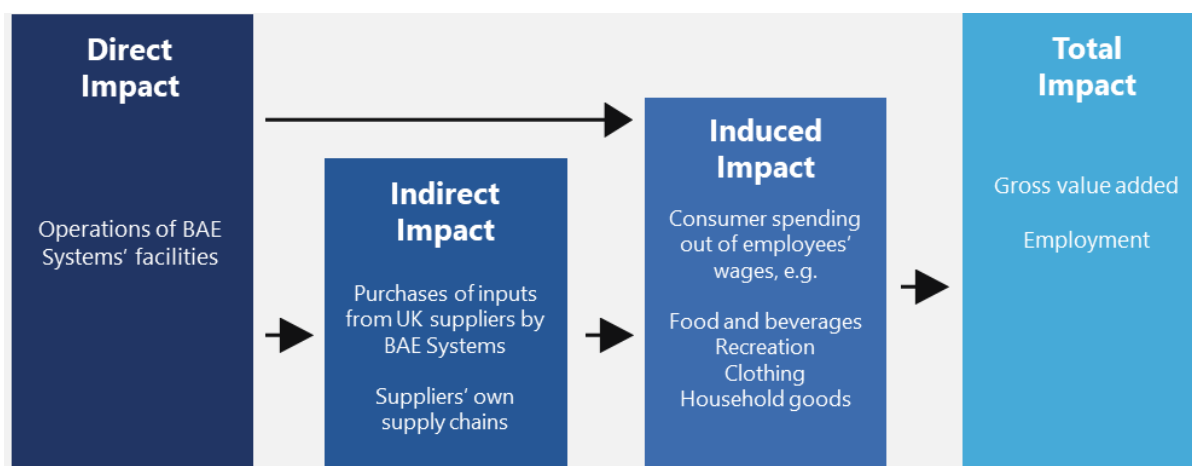 Direct
Impact
Operations of BAE
Systems’ facilities
Indirect
Impact
Purchases of inputs
from UK suppliers by
BAE Systems
Suppliers’ own
supply chains
Induced
Impact
Consumer spending
out of employees’
wages, e.g.
Food and beverages
Recreation
Clothing
Household goods
Total
Impact
Gross value added
Employment